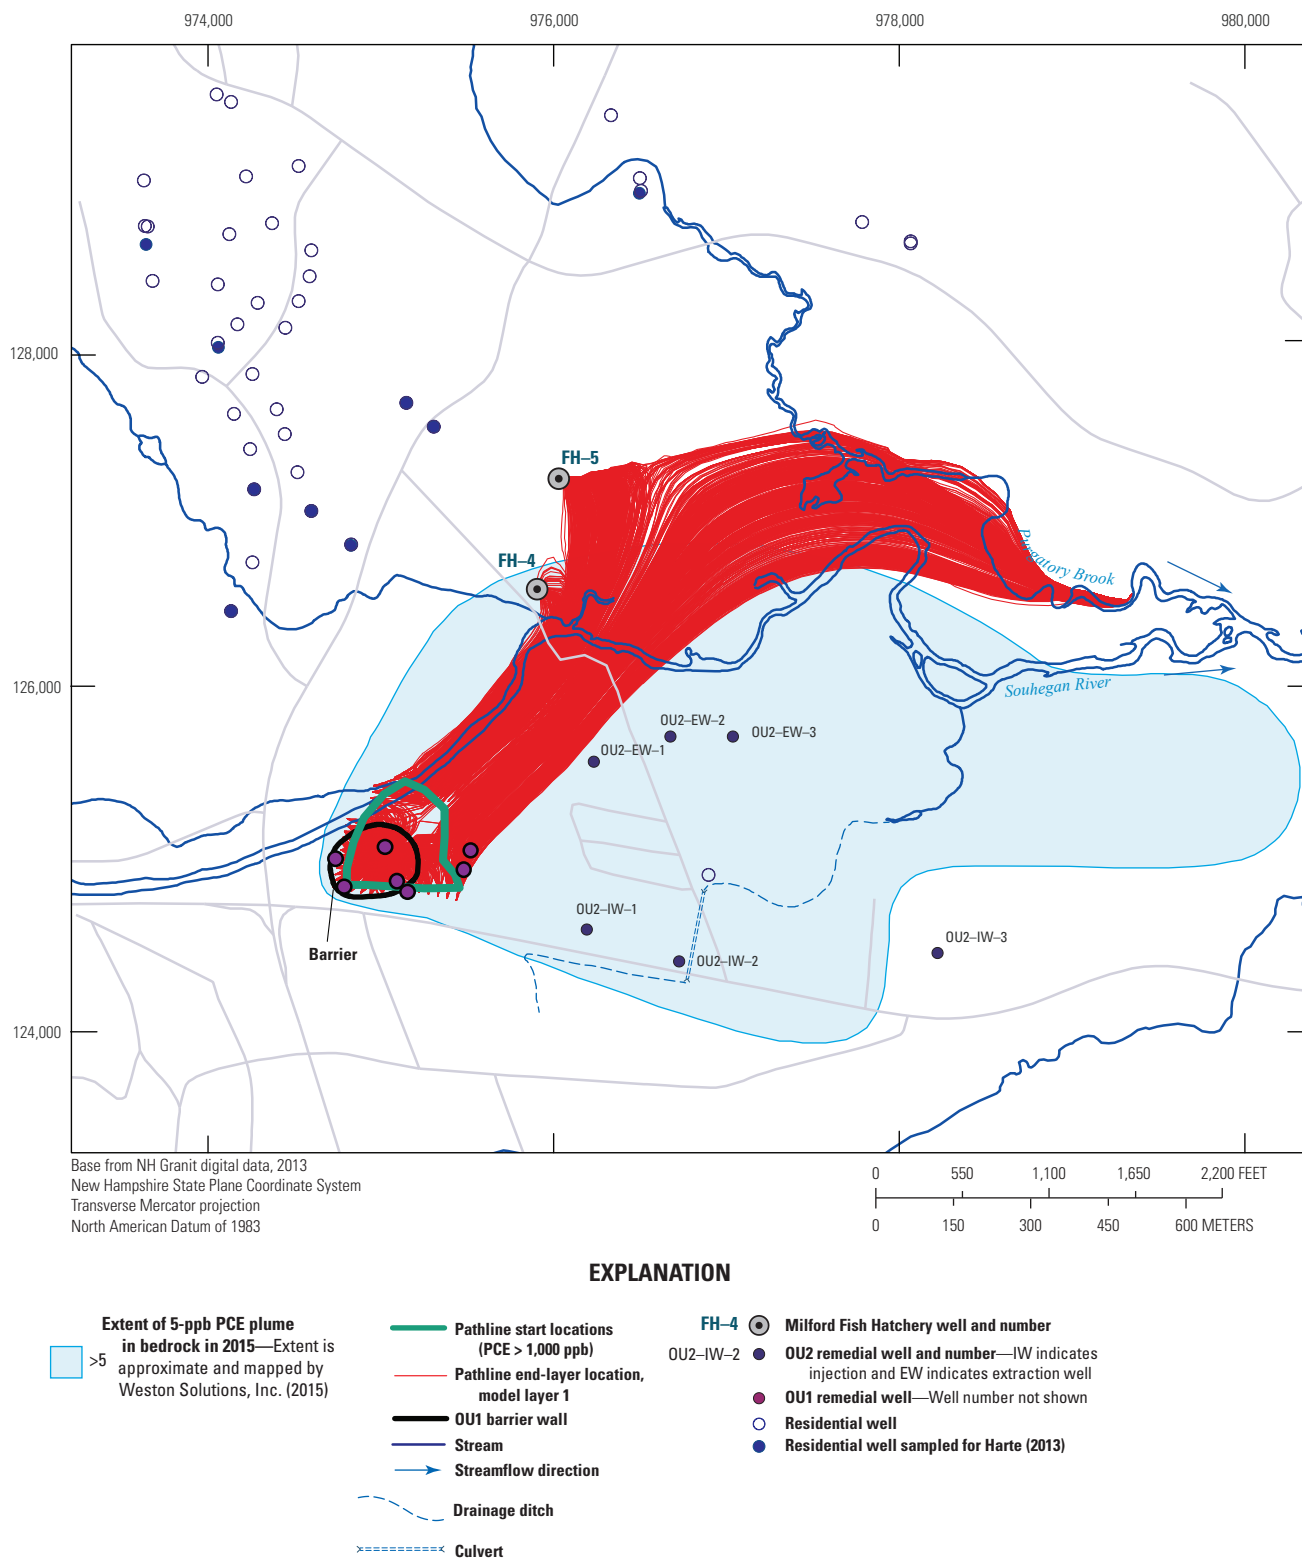 974,000
976,000
978,000
980,000
128,000
FH–5
FH–4
Purgatory Brook
126,000
Souhegan River
OU2–EW–2
OU2–EW–3
OU2–EW–1
OU2–IW–1
Barrier
OU2–IW–3
OU2–IW–2
124,000
Base from NH Granit digital data, 2013
New Hampshire State Plane Coordinate System
Transverse Mercator projection
North American Datum of 1983
0 550 1,100 1,650 2,200 FEET
0 150 300 450 600 METERS
EXPLANATION
Extent of 5-ppb PCE plume
in bedrock in 2015—Extent is
approximate and mapped by
Weston Solutions, Inc. (2015)
>5
Pathline start locations
(PCE > 1,000 ppb)
Pathline end-layer location,
model layer 1
OU1 barrier wall
Stream
Streamflow direction
Drainage ditch
Culvert
FH–4 Milford Fish Hatchery well and number
OU2–IW–2 OU2 remedial well and number—IW indicates
injection and EW indicates extraction well
OU1 remedial well—Well number not shown
Residential well
Residential well sampled for Harte (2013)